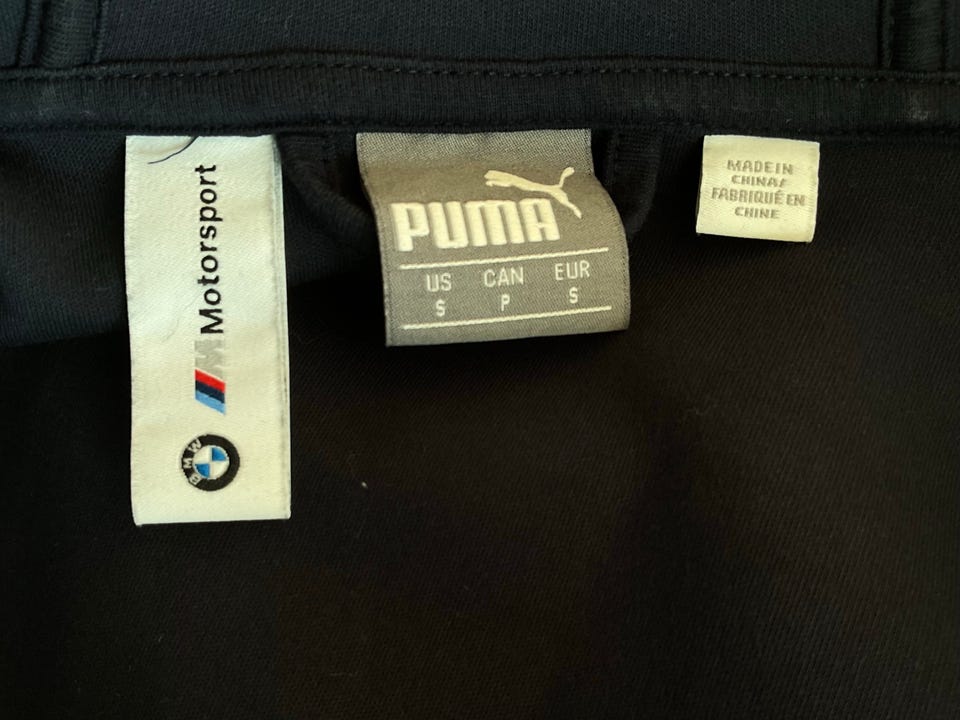 M Motorsport
BMW
PUMA
US CAN EUR
S P S
MADE IN
CHINA/
FABRIQUÉ EN
CHINE